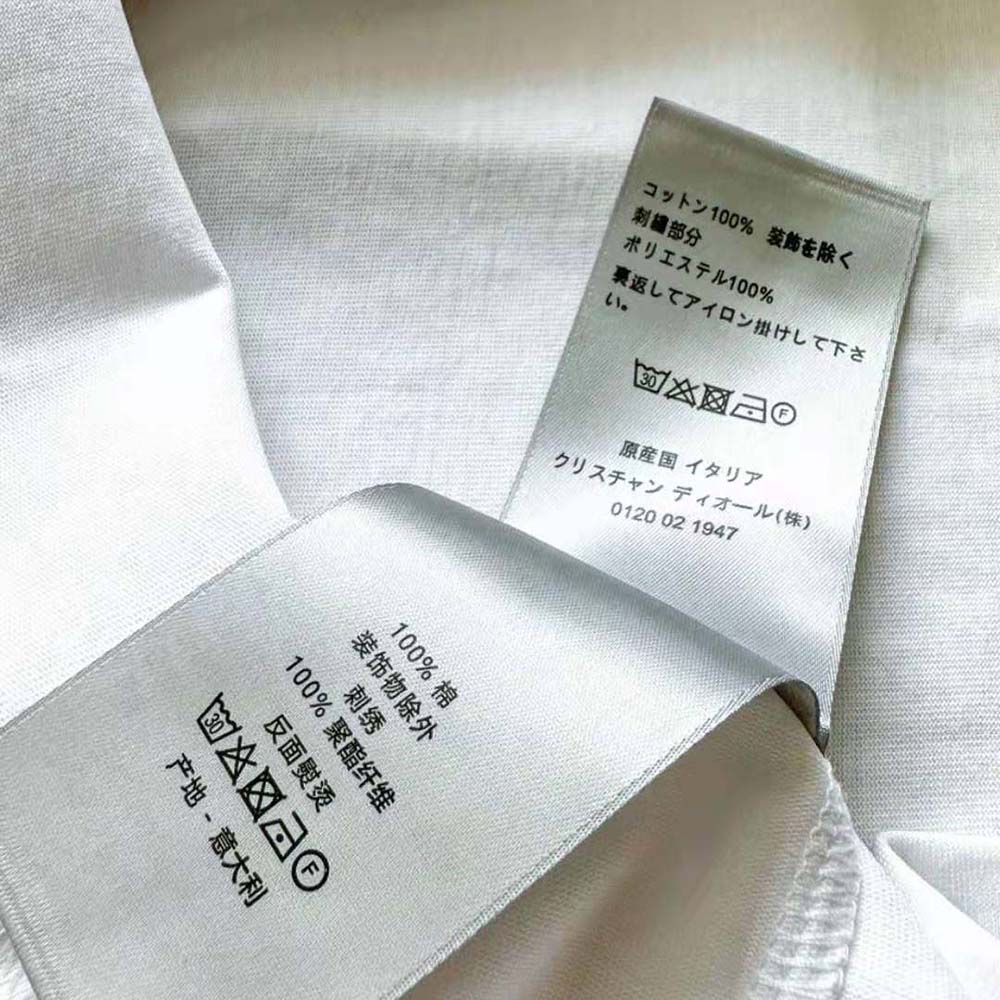 コットン100% 装飾を除く
刺繍部分
ポリエステル100%
裏返してアイロン掛けして下さ
い。
30
F
原産国 イタリア
クリスチャン ディオール(株)
0120 02 1947
100% 棉
装饰物除外
刺绣
100% 聚酯纤维
反面熨烫
30
F
产地 - 意大利